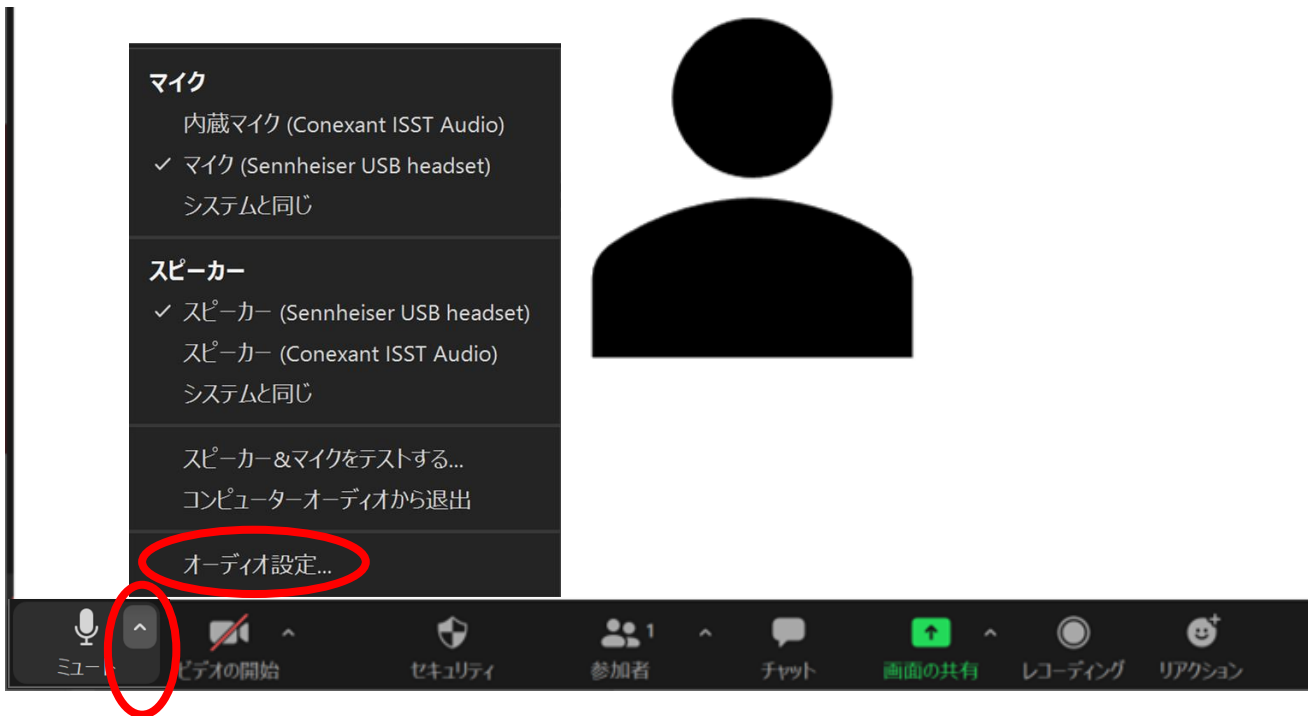 マイク
内蔵マイク (Conexant ISST Audio)
マイク (Sennheiser USB headset)
システムと同じ
スピーカー
スピーカー (Sennheiser USB headset)
スピーカー (Conexant ISST Audio)
システムと同じ
スピーカー&マイクをテストする...
コンピューターオーディオから退出
オーディオ設定...
ミュート
ビデオの開始
セキュリティ
1
参加者
チャット
画面の共有
レコーディング
リアクション